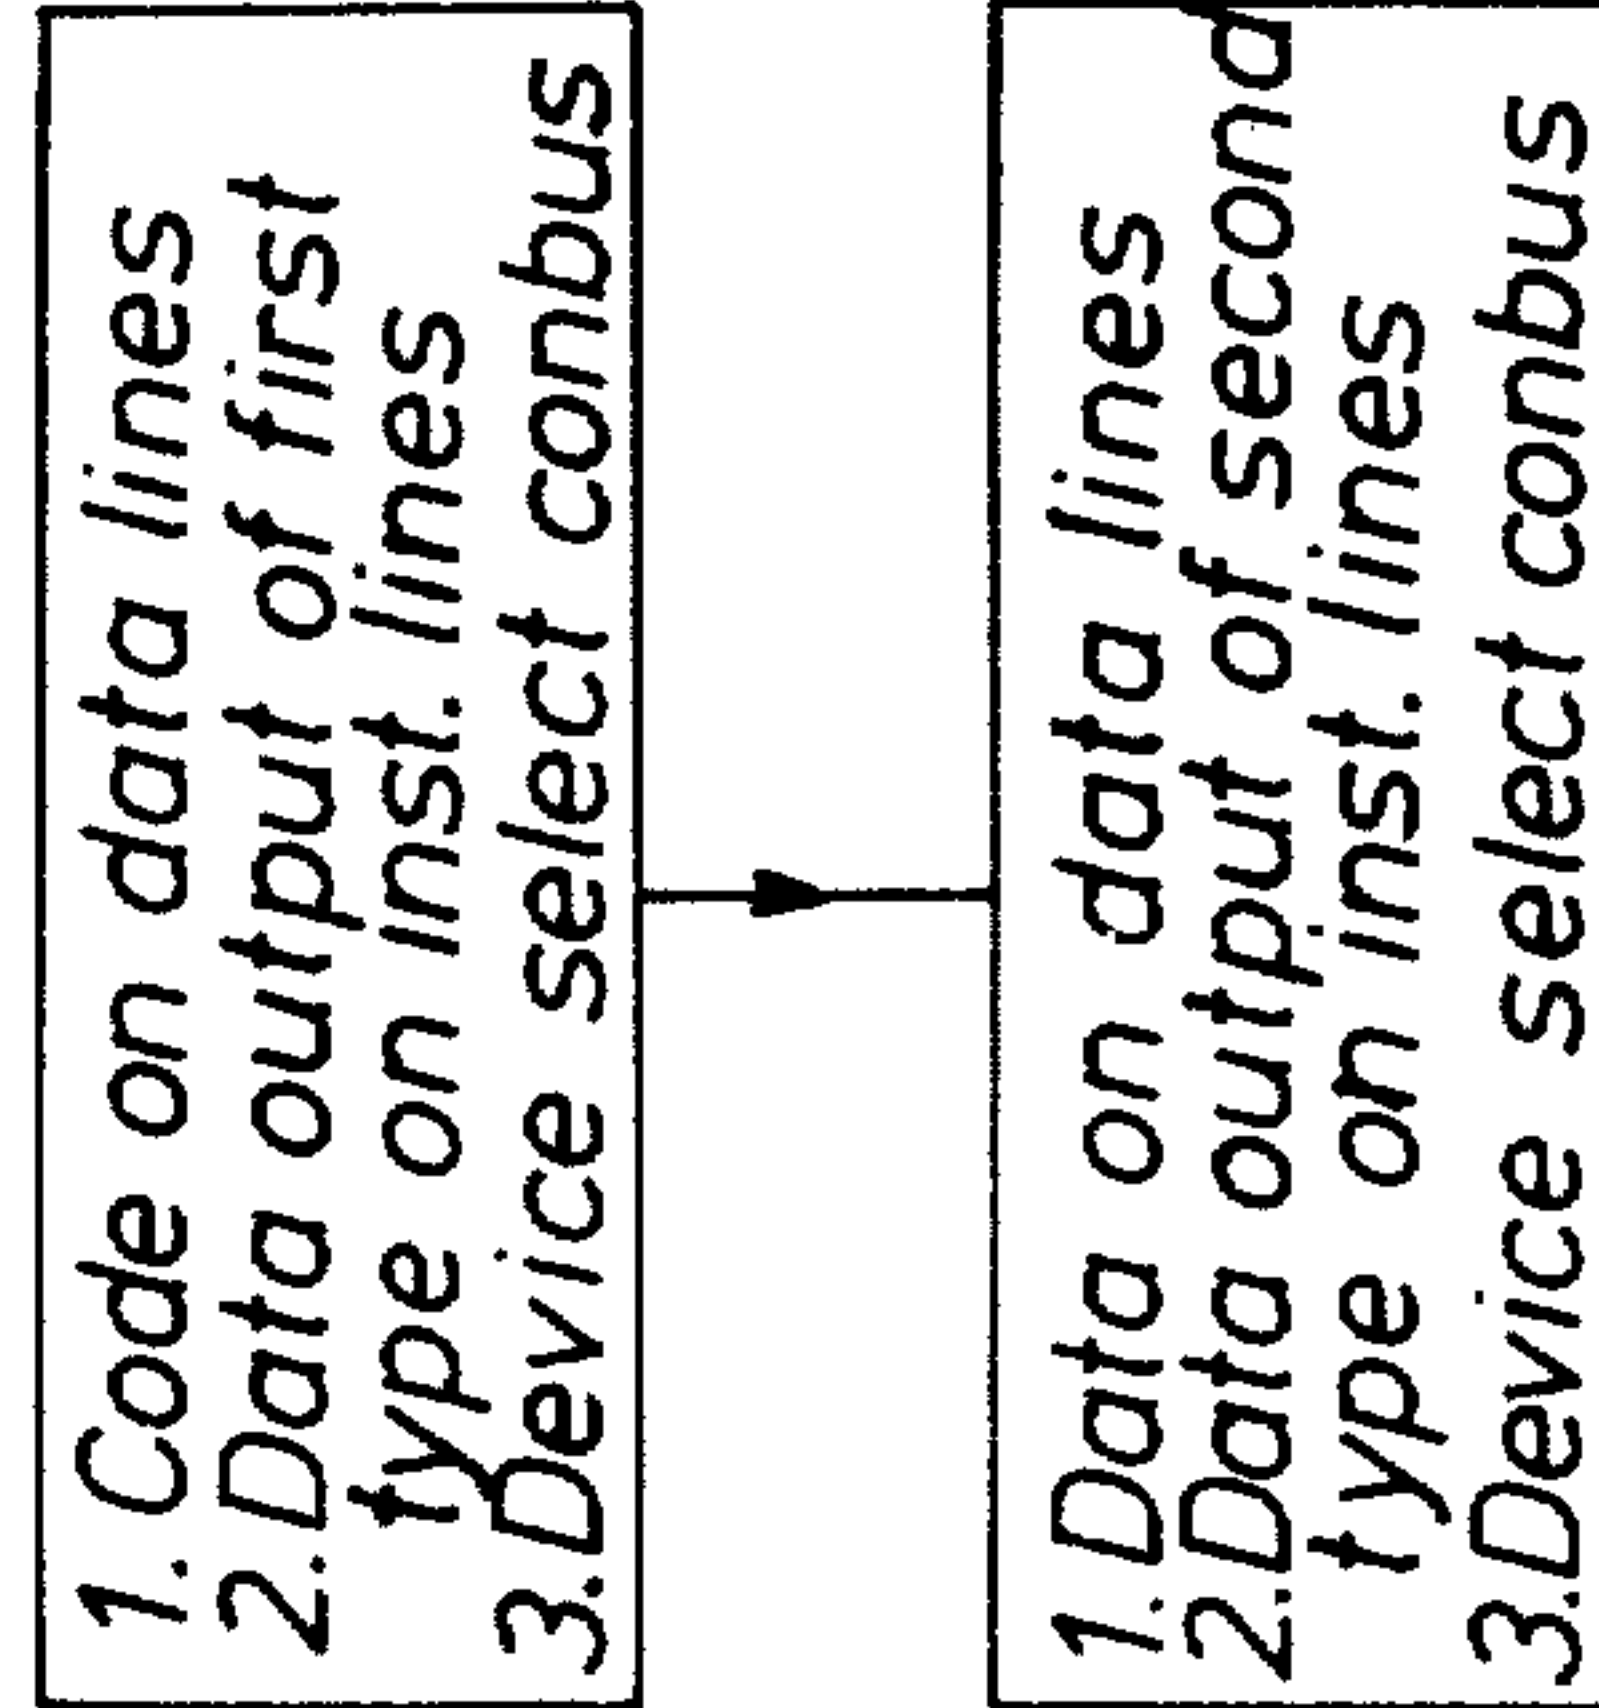 1. Code on data lines
2. Data output of first
type on inst. lines
3. Device select conbus
1. Data on data lines
2. Data output of second
type on inst. lines
3. Device select conbus